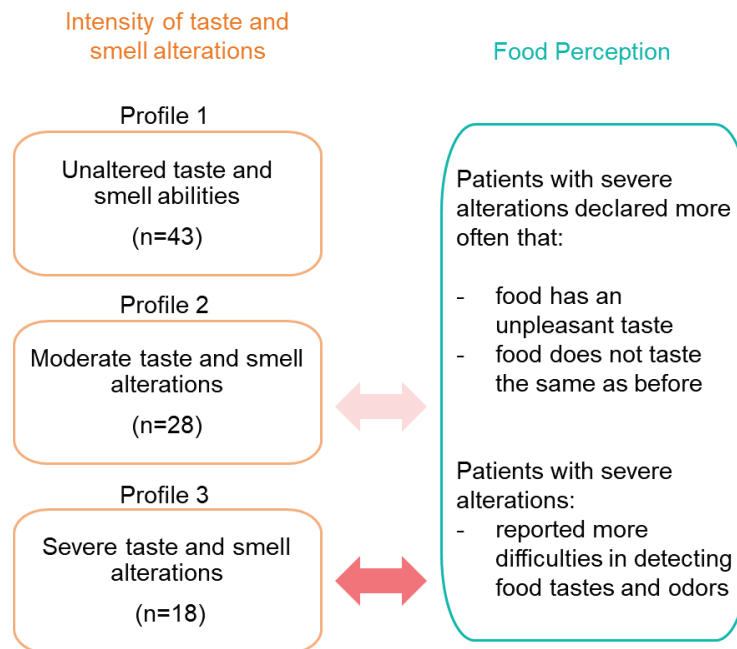 Intensity of taste and
smell alterations
Profile 1
Unaltered taste and
smell abilities
(n=43)
Profile 2
Moderate taste and smell
alterations
(n=28)
Profile 3
Severe taste and smell
alterations
(n=18)
Food Perception
Patients with severe
alterations declared more
often that:
- food has an
unpleasant taste
- food does not taste
the same as before
Patients with severe
alterations:
- reported more
difficulties in detecting
food tastes and odors